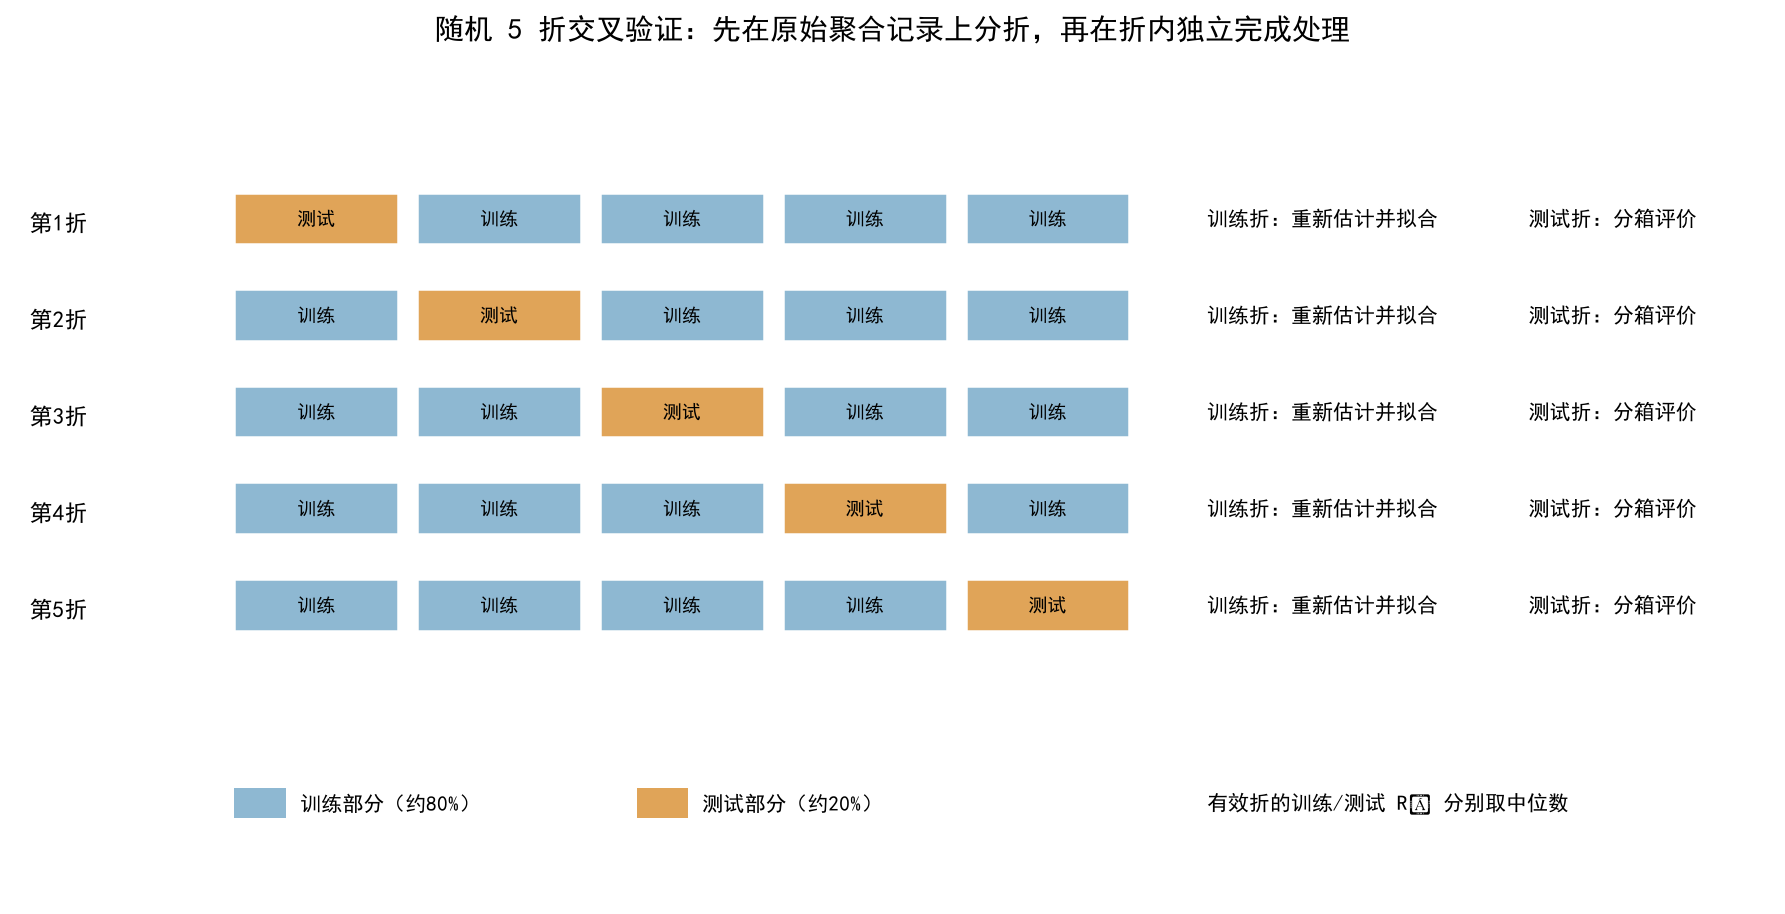 随机 5 折交叉验证：先在原始聚合记录上分折，再在折内独立完成处理
第1折 测试 训练 训练 训练 训练 训练折：重新估计并拟合 测试折：分箱评价
第2折 训练 测试 训练 训练 训练 训练折：重新估计并拟合 测试折：分箱评价
第3折 训练 训练 测试 训练 训练 训练折：重新估计并拟合 测试折：分箱评价
第4折 训练 训练 训练 测试 训练 训练折：重新估计并拟合 测试折：分箱评价
第5折 训练 训练 训练 训练 测试 训练折：重新估计并拟合 测试折：分箱评价
训练部分（约80%） 测试部分（约20%） 有效折的训练/测试 R 分别取中位数